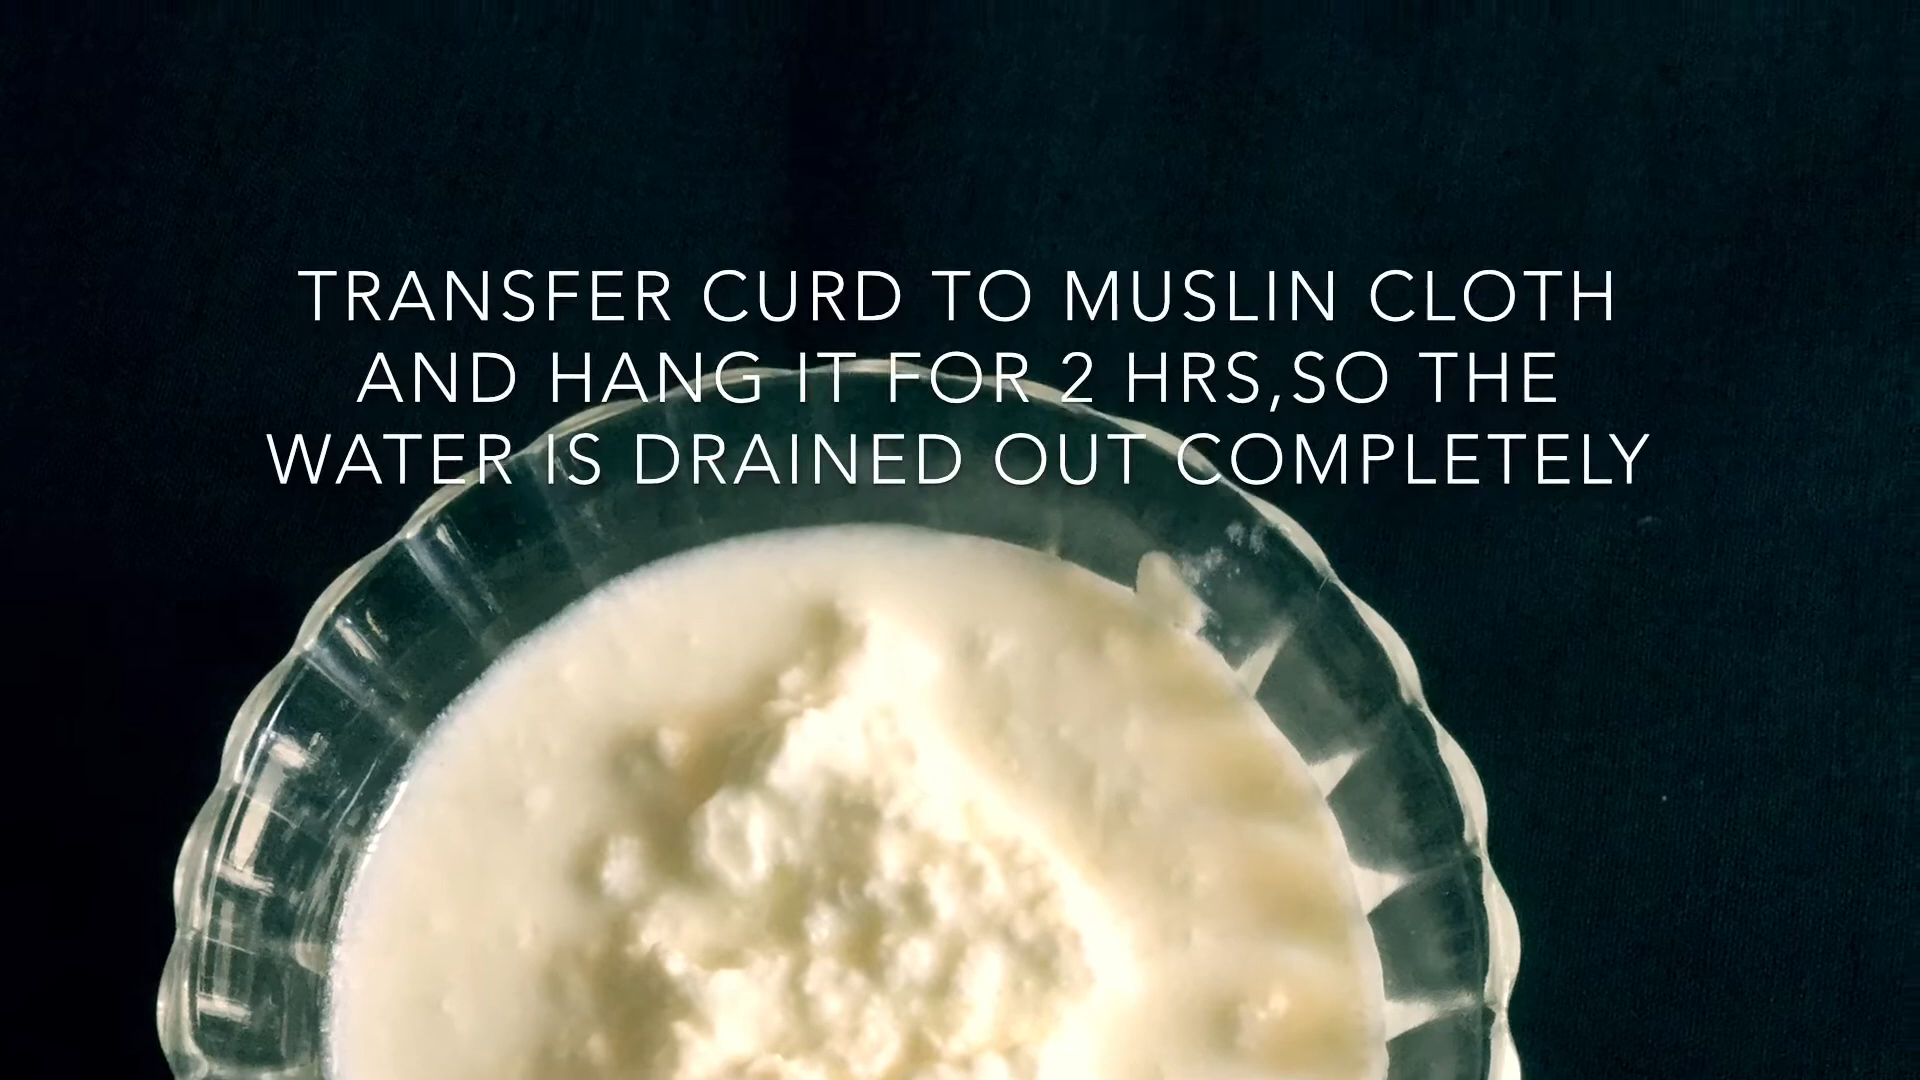 TRANSFER CURD TO MUSLIN CLOTH
AND HANG IT FOR 2 HRS,SO THE
WATER IS DRAINED OUT COMPLETELY